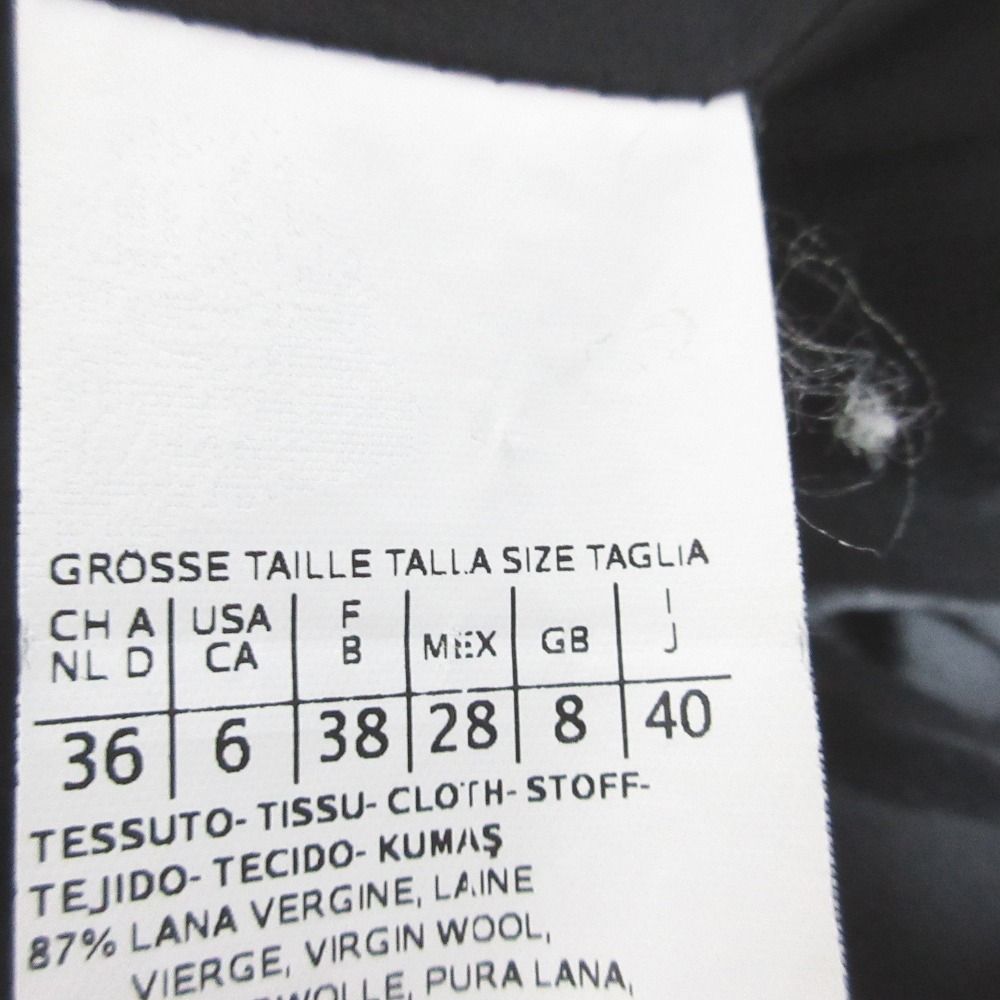 GRÖSSE TAILLE TALLA SIZE TAGLIA
CH A USA F MEX GB I
NL D CA B J
36 6 38 28 8 40
TESSUTO- TISSU- CLOTH- STOFF-
TEJIDO- TECIDO- KUMAŞ
87% LANA VERGINE, LAINE
VIERGE, VIRGIN WOOL,
PURA LANA,